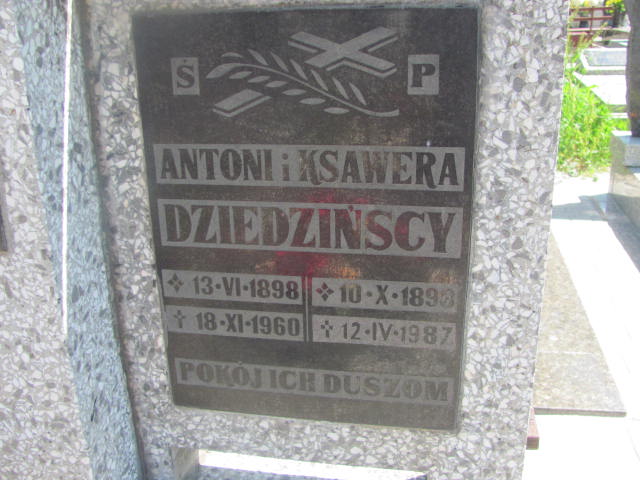 Ś P
ANTONI i KSAWERA
DZIEDZIŃSCY
13·VI·1898 10·X·1898
18·XI·1960 12·IV·1987
POKÓJ ICH DUSZOM